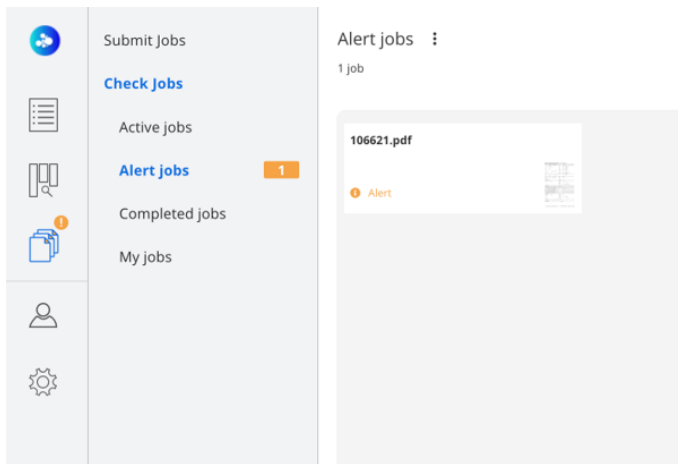 Submit Jobs
Check Jobs
Active jobs
Alert jobs 1
Completed jobs
My jobs
Alert jobs
1 job
106621.pdf
Alert